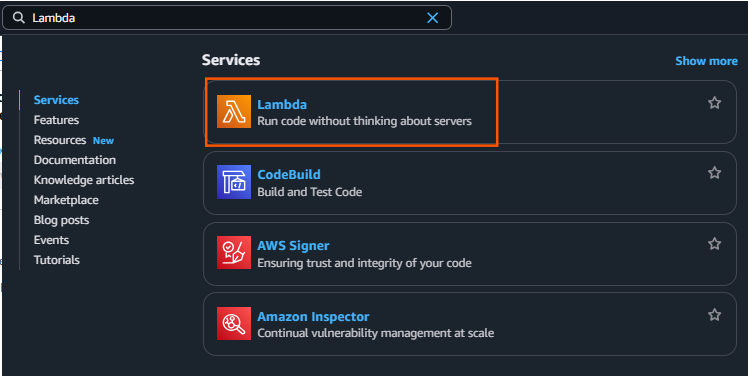 Lambda
Services
Show more
Services
Features
Resources New
Documentation
Knowledge articles
Marketplace
Blog posts
Events
Tutorials
Lambda
Run code without thinking about servers
CodeBuild
Build and Test Code
AWS Signer
Ensuring trust and integrity of your code
Amazon Inspector
Continual vulnerability management at scale